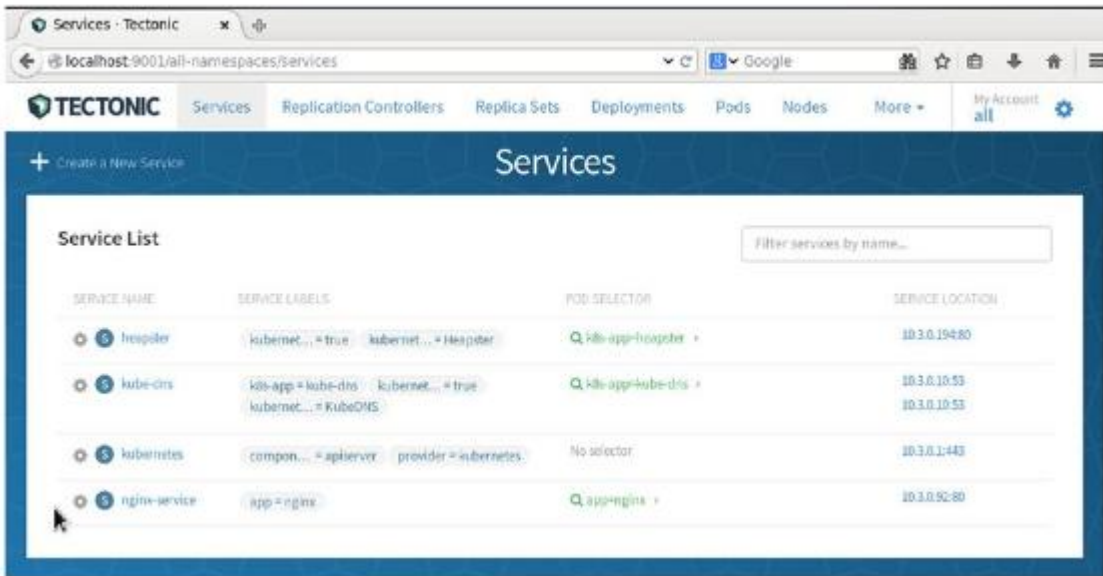 Services · Tectonic
localhost:9001/all-namespaces/services
Google
TECTONIC Services Replication Controllers Replica Sets Deployments Pods Nodes More My Account all
Create a New Service
Services
Service List
Filter services by name...
SERVICE NAME SERVICE LABELS POD SELECTOR SERVICE LOCATION
S heapster kubernet... = true kubernet... = Heapster k8s-app=heapster 10.3.0.194:80
S kube-dns k8s-app = kube-dns kubernet... = true k8s-app=kube-dns 10.3.0.10:53
kubernet... = KubeDNS 10.3.0.10:53
S kubernetes compon... = apiserver provider = kubernetes No selector 10.3.0.1:443
S nginx-service app = nginx app=nginx 10.3.0.92:80